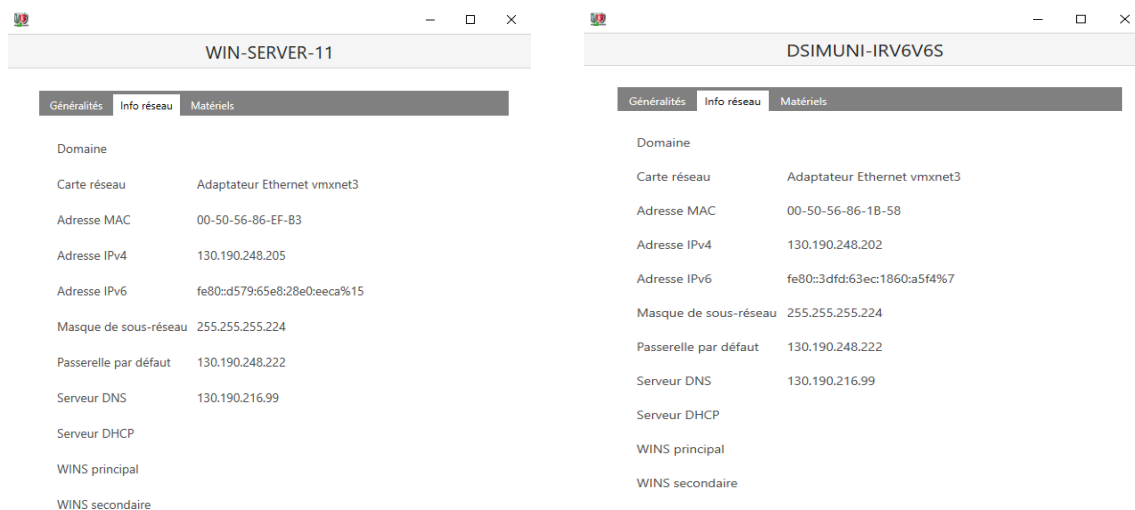 WIN-SERVER-11
Généralités Info réseau Matériels
Domaine
Carte réseau Adaptateur Ethernet vmxnet3
Adresse MAC 00-50-56-86-EF-B3
Adresse IPv4 130.190.248.205
Adresse IPv6 fe80::d579:65e8:28e0:eeca%15
Masque de sous-réseau 255.255.255.224
Passerelle par défaut 130.190.248.222
Serveur DNS 130.190.216.99
Serveur DHCP
WINS principal
WINS secondaire
DSIMUNI-IRV6V6S
Généralités Info réseau Matériels
Domaine
Carte réseau Adaptateur Ethernet vmxnet3
Adresse MAC 00-50-56-86-1B-58
Adresse IPv4 130.190.248.202
Adresse IPv6 fe80::3dfd:63ec:1860:a5f4%7
Masque de sous-réseau 255.255.255.224
Passerelle par défaut 130.190.248.222
Serveur DNS 130.190.216.99
Serveur DHCP
WINS principal
WINS secondaire